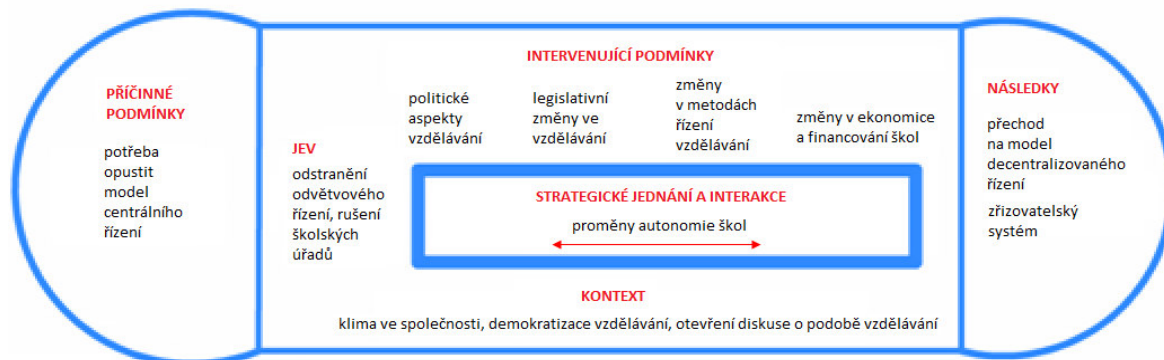 PŘÍČINNÉ
PODMÍNKY
potřeba
opustit
model
centrálního
řízení
JEV
odstranění
odvětvového
řízení, rušení
školských
úřadů
INTERVENUJÍCÍ PODMÍNKY
politické
aspekty
vzdělávání
legislativní
změny ve
vzdělávání
změny
v metodách
řízení
vzdělávání
změny v ekonomice
a financování škol
STRATEGICKÉ JEDNÁNÍ A INTERAKCE
proměny autonomie škol
KONTEXT
klima ve společnosti, demokratizace vzdělávání, otevření diskuse o podobě vzdělávání
NÁSLEDKY
přechod
na model
decentralizovaného
řízení
zřizovatelský
systém